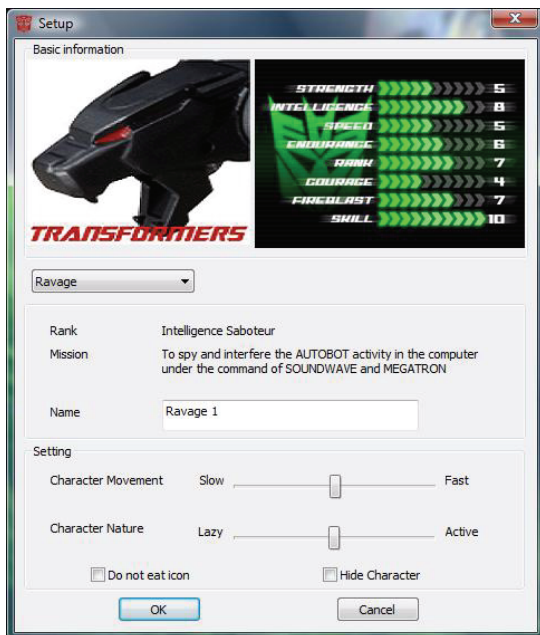 Setup
Basic information
TRANSFORMERS
STRENGTH 5
INTELLIGENCE 8
SPEED 5
ENDURANCE 6
RANK 7
COURAGE 4
FIREBLAST 7
SKILL 10
Ravage
Rank Intelligence Saboteur
Mission To spy and interfere the AUTOBOT activity in the computer
under the command of SOUNDWAVE and MEGATRON
Name Ravage 1
Setting
Character Movement Slow Fast
Character Nature Lazy Active
Do not eat icon Hide Character
OK Cancel